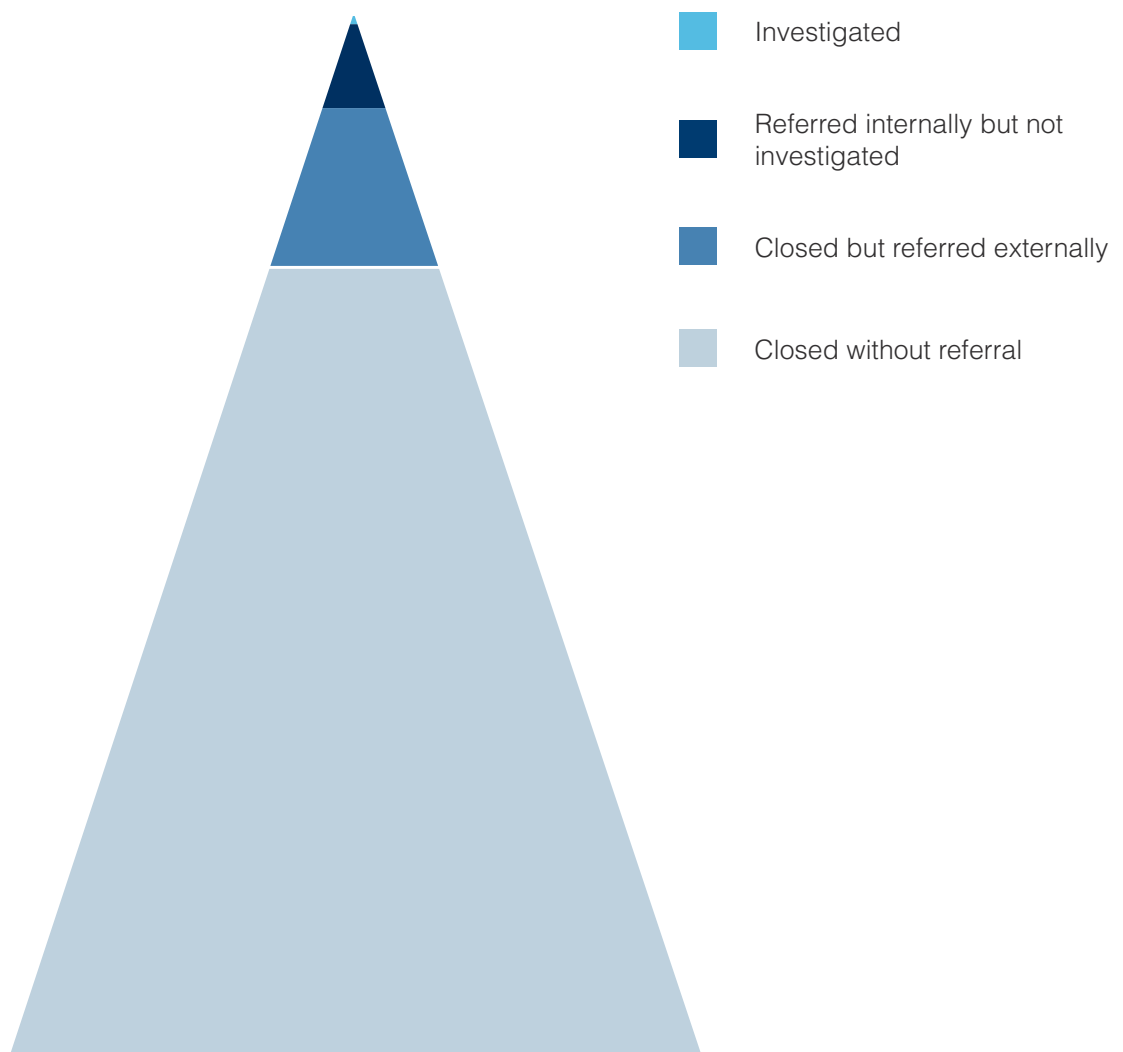 Investigated
Referred internally but not
investigated
Closed but referred externally
Closed without referral